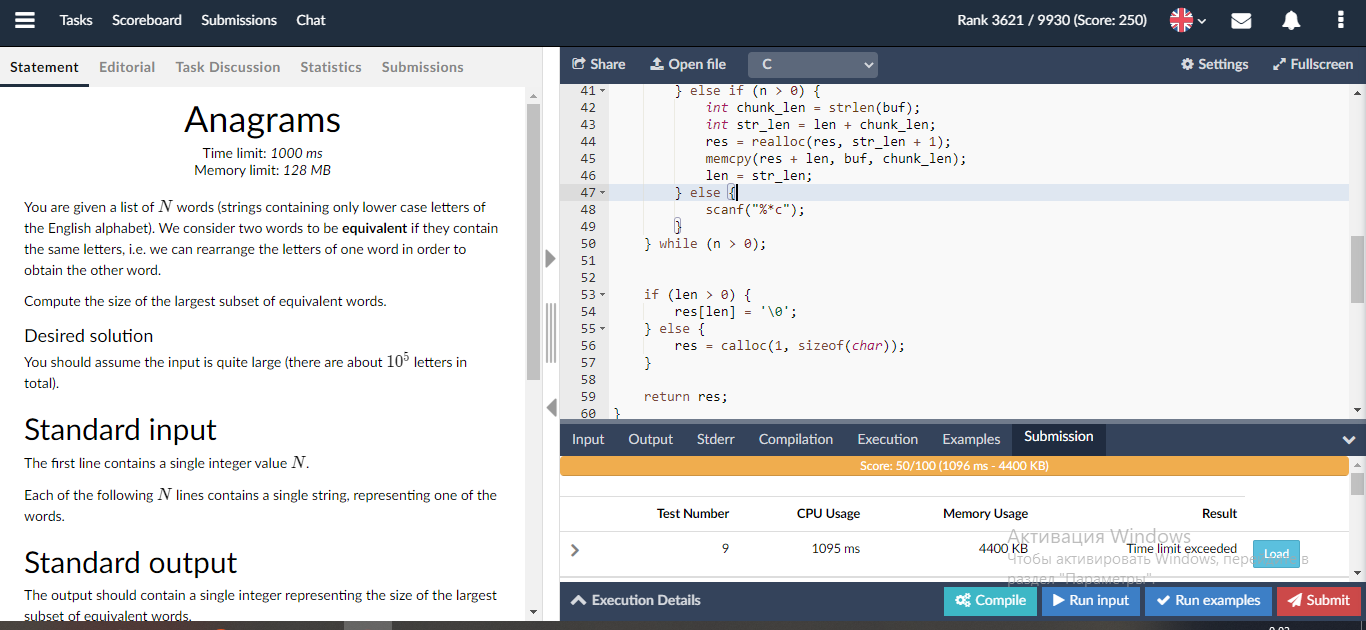 Tasks Scoreboard Submissions Chat Rank 3621 / 9930 (Score: 250)
Statement Editorial Task Discussion Statistics Submissions
Anagrams
Time limit: 1000 ms
Memory limit: 128 MB
You are given a list of N words (strings containing only lower case letters of
the English alphabet). We consider two words to be equivalent if they contain
the same letters, i.e. we can rearrange the letters of one word in order to
obtain the other word.
Compute the size of the largest subset of equivalent words.
Desired solution
You should assume the input is quite large (there are about 10^5 letters in
total).
Standard input
The first line contains a single integer value N.
Each of the following N lines contains a single string, representing one of the
words.
Standard output
The output should contain a single integer representing the size of the largest
subset of equivalent words.
Share Open file C Settings Fullscreen
41 } else if (n > 0) {
42 int chunk_len = strlen(buf);
43 int str_len = len + chunk_len;
44 res = realloc(res, str_len + 1);
45 memcpy(res + len, buf, chunk_len);
46 len = str_len;
47 } else {
48 scanf("%*c");
49 }
50 } while (n > 0);
51
52
53 if (len > 0) {
54 res[len] = '\0';
55 } else {
56 res = calloc(1, sizeof(char));
57 }
58
59 return res;
60 }
Input Output Stderr Compilation Execution Examples Submission
Score: 50/100 (1096 ms - 4400 KB)
Test Number CPU Usage Memory Usage Result
9 1095 ms 4400 KB Time limit exceeded Load
Активация Windows
Чтобы активировать Windows, в
раздел "Параметры".
Execution Details Compile Run input Run examples Submit